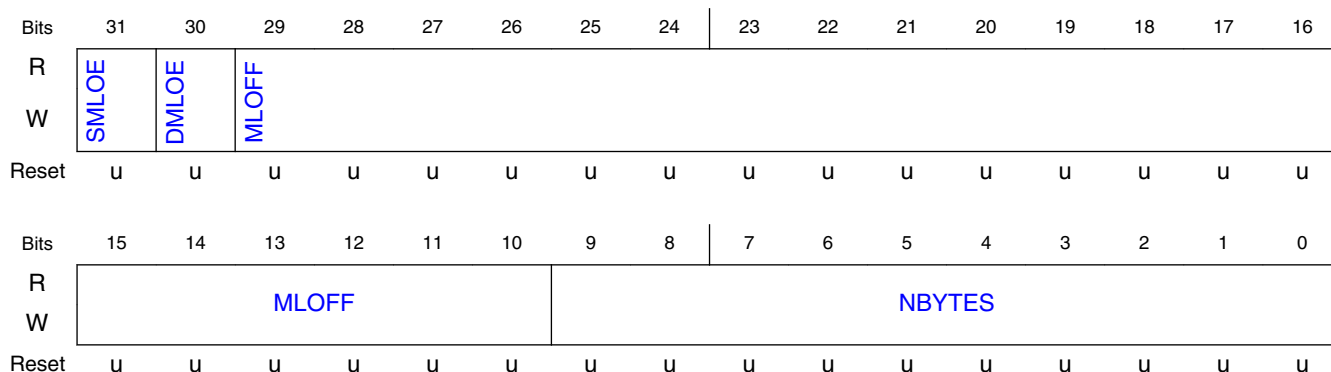 Bits 31 30 29 28 27 26 25 24 23 22 21 20 19 18 17 16
R
SMLOE DMLOE MLOFF
W
Reset u u u u u u u u u u u u u u u u
Bits 15 14 13 12 11 10 9 8 7 6 5 4 3 2 1 0
R
MLOFF NBYTES
W
Reset u u u u u u u u u u u u u u u u